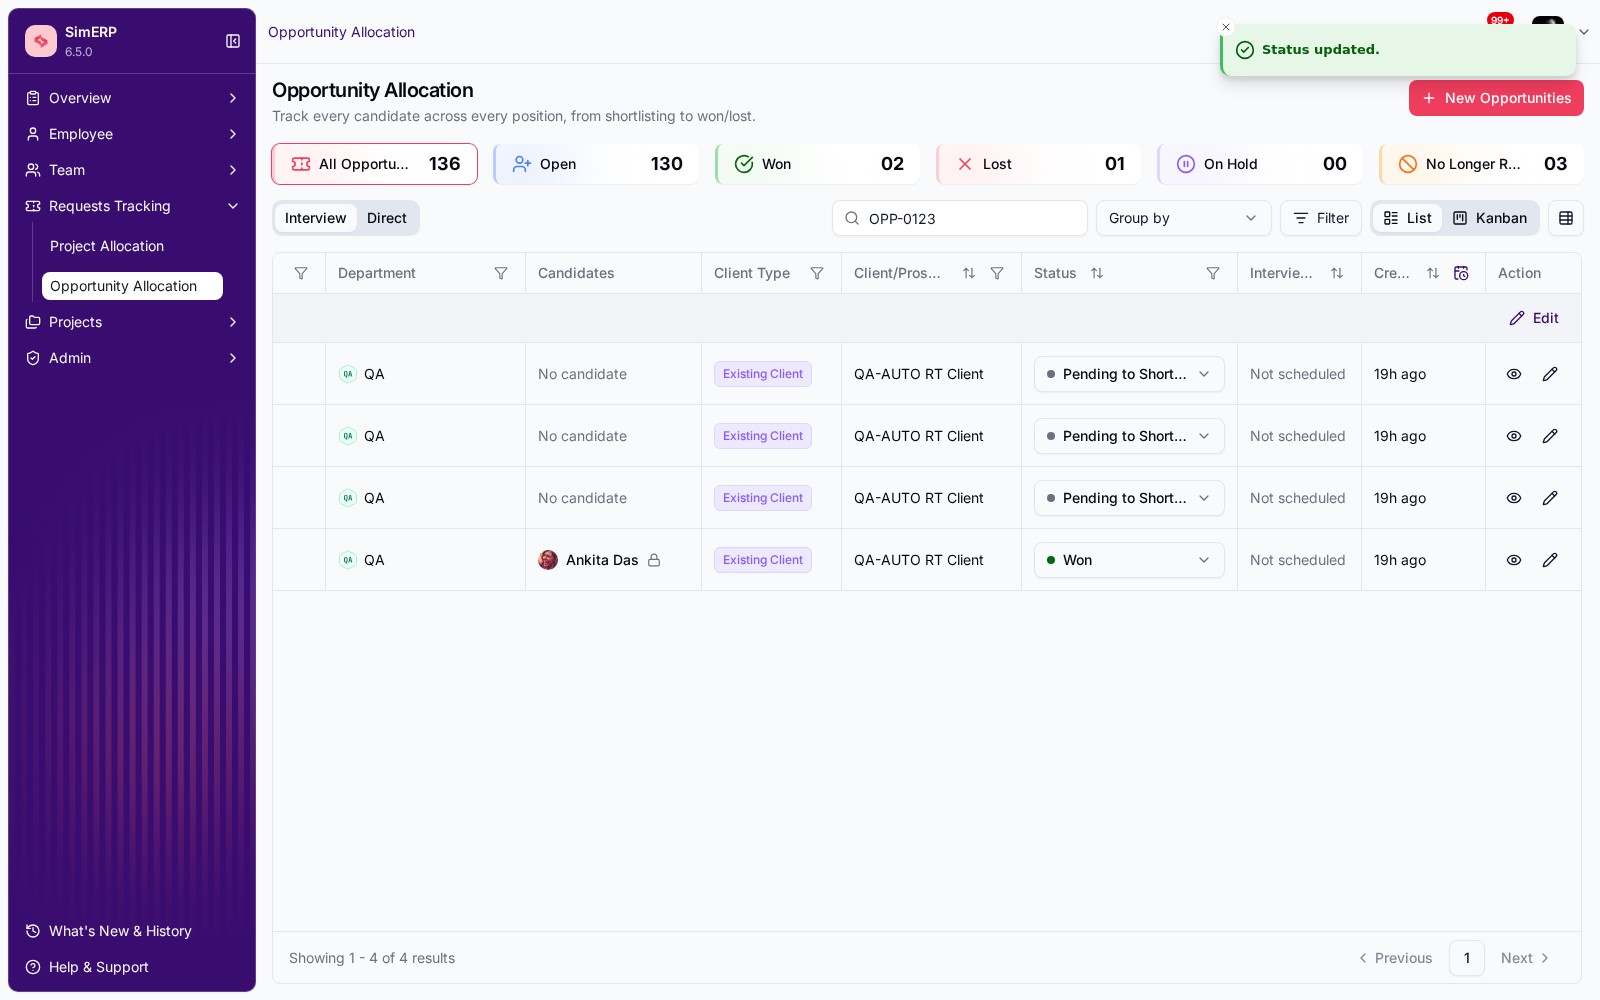 SimERP
6.5.0
Overview
Employee
Team
Requests Tracking
Project Allocation
Opportunity Allocation
Projects
Admin
What's New & History
Help & Support
Opportunity Allocation
99+
Status updated.
Opportunity Allocation
Track every candidate across every position, from shortlisting to won/lost.
New Opportunities
All Opportu... 136
Open 130
Won 02
Lost 01
On Hold 00
No Longer R... 03
Interview Direct
OPP-0123
Group by
Filter
List Kanban
Department Candidates Client Type Client/Pros... Status Intervie... Cre... Action
Edit
QA QA No candidate Existing Client QA-AUTO RT Client Pending to Short... Not scheduled 19h ago
QA QA No candidate Existing Client QA-AUTO RT Client Pending to Short... Not scheduled 19h ago
QA QA No candidate Existing Client QA-AUTO RT Client Pending to Short... Not scheduled 19h ago
QA QA Ankita Das Existing Client QA-AUTO RT Client Won Not scheduled 19h ago
Showing 1 - 4 of 4 results
Previous 1 Next